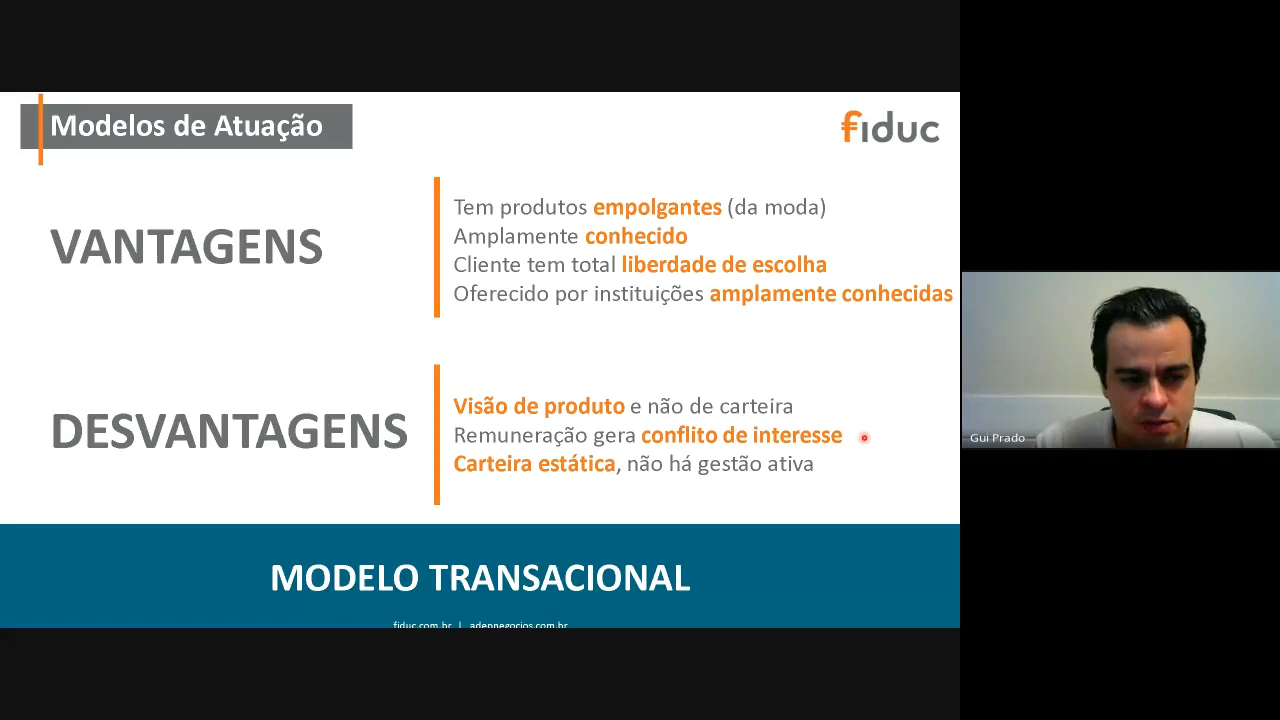 Modelos de Atuação
fiduc
VANTAGENS
Tem produtos empolgantes (da moda)
Amplamente conhecido
Cliente tem total liberdade de escolha
Oferecido por instituições amplamente conhecidas
DESVANTAGENS
Visão de produto e não de carteira
Remuneração gera conflito de interesse
Carteira estática, não há gestão ativa
MODELO TRANSACIONAL
fiduc.com.br | adennegocios.com.br
Gui Prado